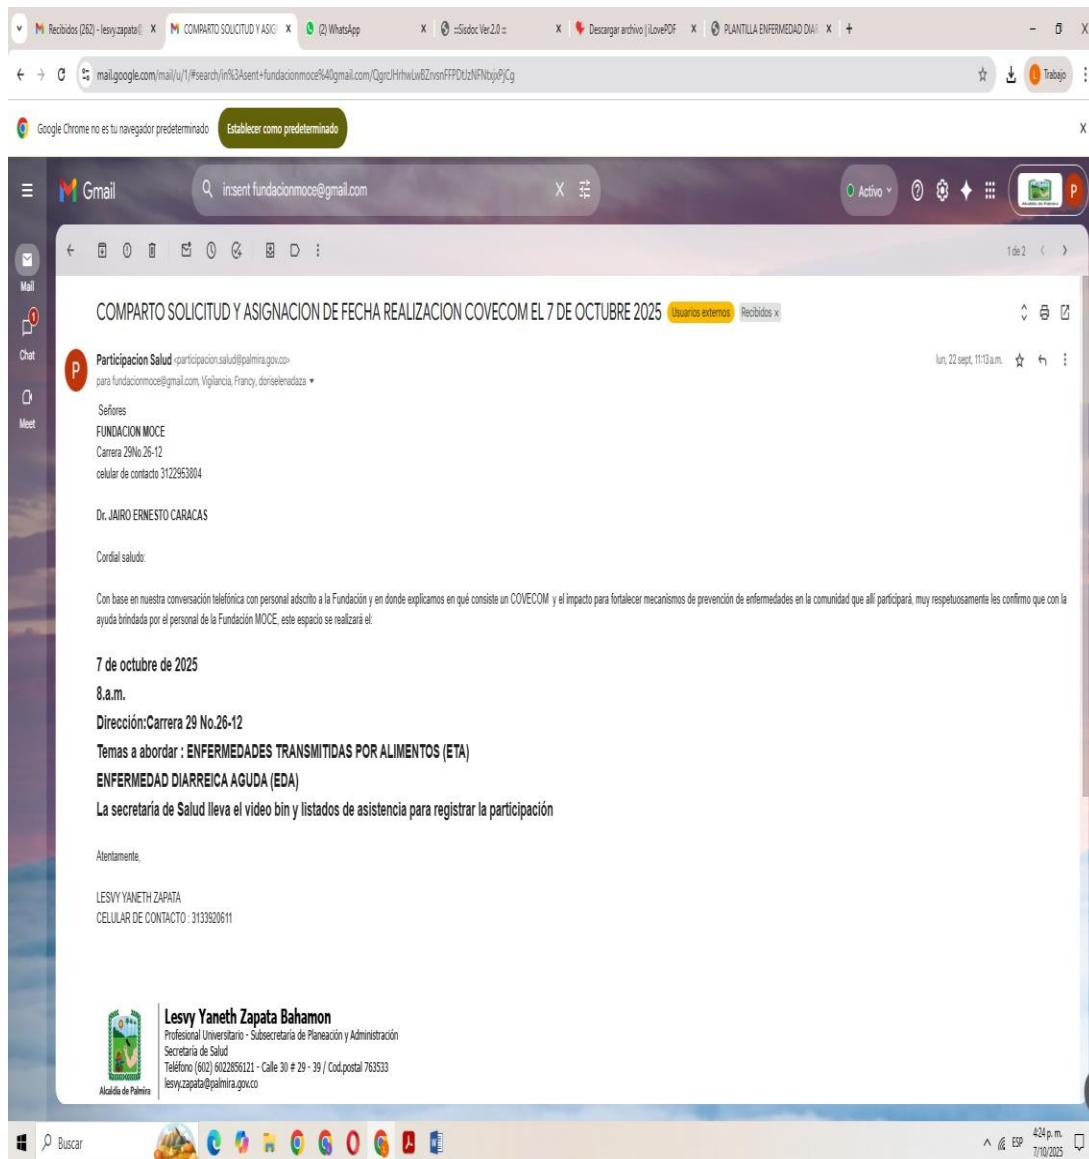 Recibidos (262) - lesvy.zapata@
COMPARTO SOLICITUD Y ASIG
(2) WhatsApp
::Sisdoc Ver.2.0 ::
Descargar archivo | iLovePDF
PLANTILLA ENFERMEDAD DIAR
mail.google.com/mail/u/1/#search/in%3Asent+fundacionmoce%40gmail.com/
Trabajo
Google Chrome no es tu navegador predeterminado
Establecer como predeterminado
Gmail
in:sent fundacionmoce@gmail.com
Activo
Alcaldía de Palmira
P
1 de 2
Mail
1
Chat
Meet
COMPARTO SOLICITUD Y ASIGNACION DE FECHA REALIZACION COVECOM EL 7 DE OCTUBRE 2025 Usuarios externos Recibidos x
P
Participacion Salud <participacion.salud@palmira.gov.co>
lun, 22 sept, 11:13 a.m.
para fundacionmoce@gmail.com, Vigilancia, Francy, doriselenadaza
Señores
FUNDACION MOCE
Carrera 29No.26-12
celular de contacto 3122953804
Dr. JAIRO ERNESTO CARACAS
Cordial saludo:
Con base en nuestra conversación telefónica con personal adscrito a la Fundación y en donde explicamos en qué consiste un COVECOM y el impacto para fortalecer mecanismos de prevención de enfermedades en la comunidad que allí participará, muy respetuosamente les confirmo que con la
ayuda brindada por el personal de la Fundación MOCE, este espacio se realizará el:
7 de octubre de 2025
8.a.m.
Dirección:Carrera 29 No.26-12
Temas a abordar : ENFERMEDADES TRANSMITIDAS POR ALIMENTOS (ETA)
ENFERMEDAD DIARREICA AGUDA (EDA)
La secretaría de Salud lleva el video bin y listados de asistencia para registrar la participación
Atentamente,
LESVY YANETH ZAPATA
CELULAR DE CONTACTO : 3133920611
Lesvy Yaneth Zapata Bahamon
Profesional Universitario - Subsecretaría de Planeación y Administración
Secretaría de Salud
Teléfono (602) 6022856121 - Calle 30 # 29 - 39 / Cod.postal 763533
lesvy.zapata@palmira.gov.co
Alcaldía de Palmira
Buscar
ESP
4:24 p. m.
7/10/2025